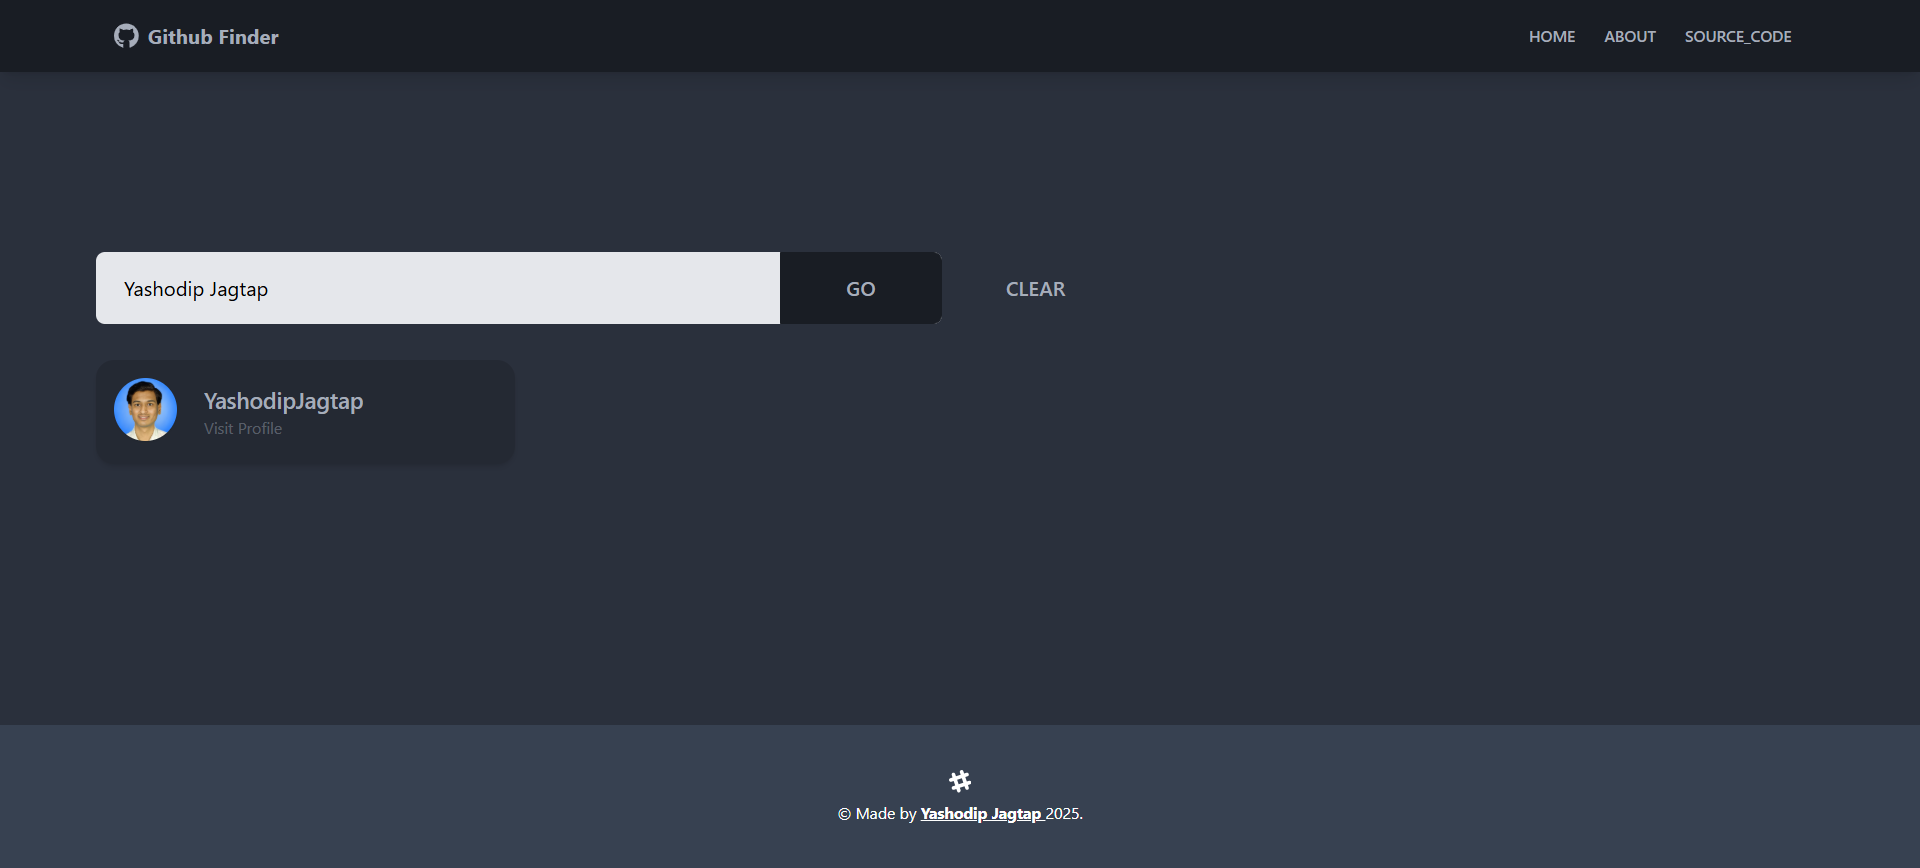 Github Finder
HOME ABOUT SOURCE_CODE
Yashodip Jagtap
GO
CLEAR
YashodipJagtap
Visit Profile
© Made by Yashodip Jagtap 2025.